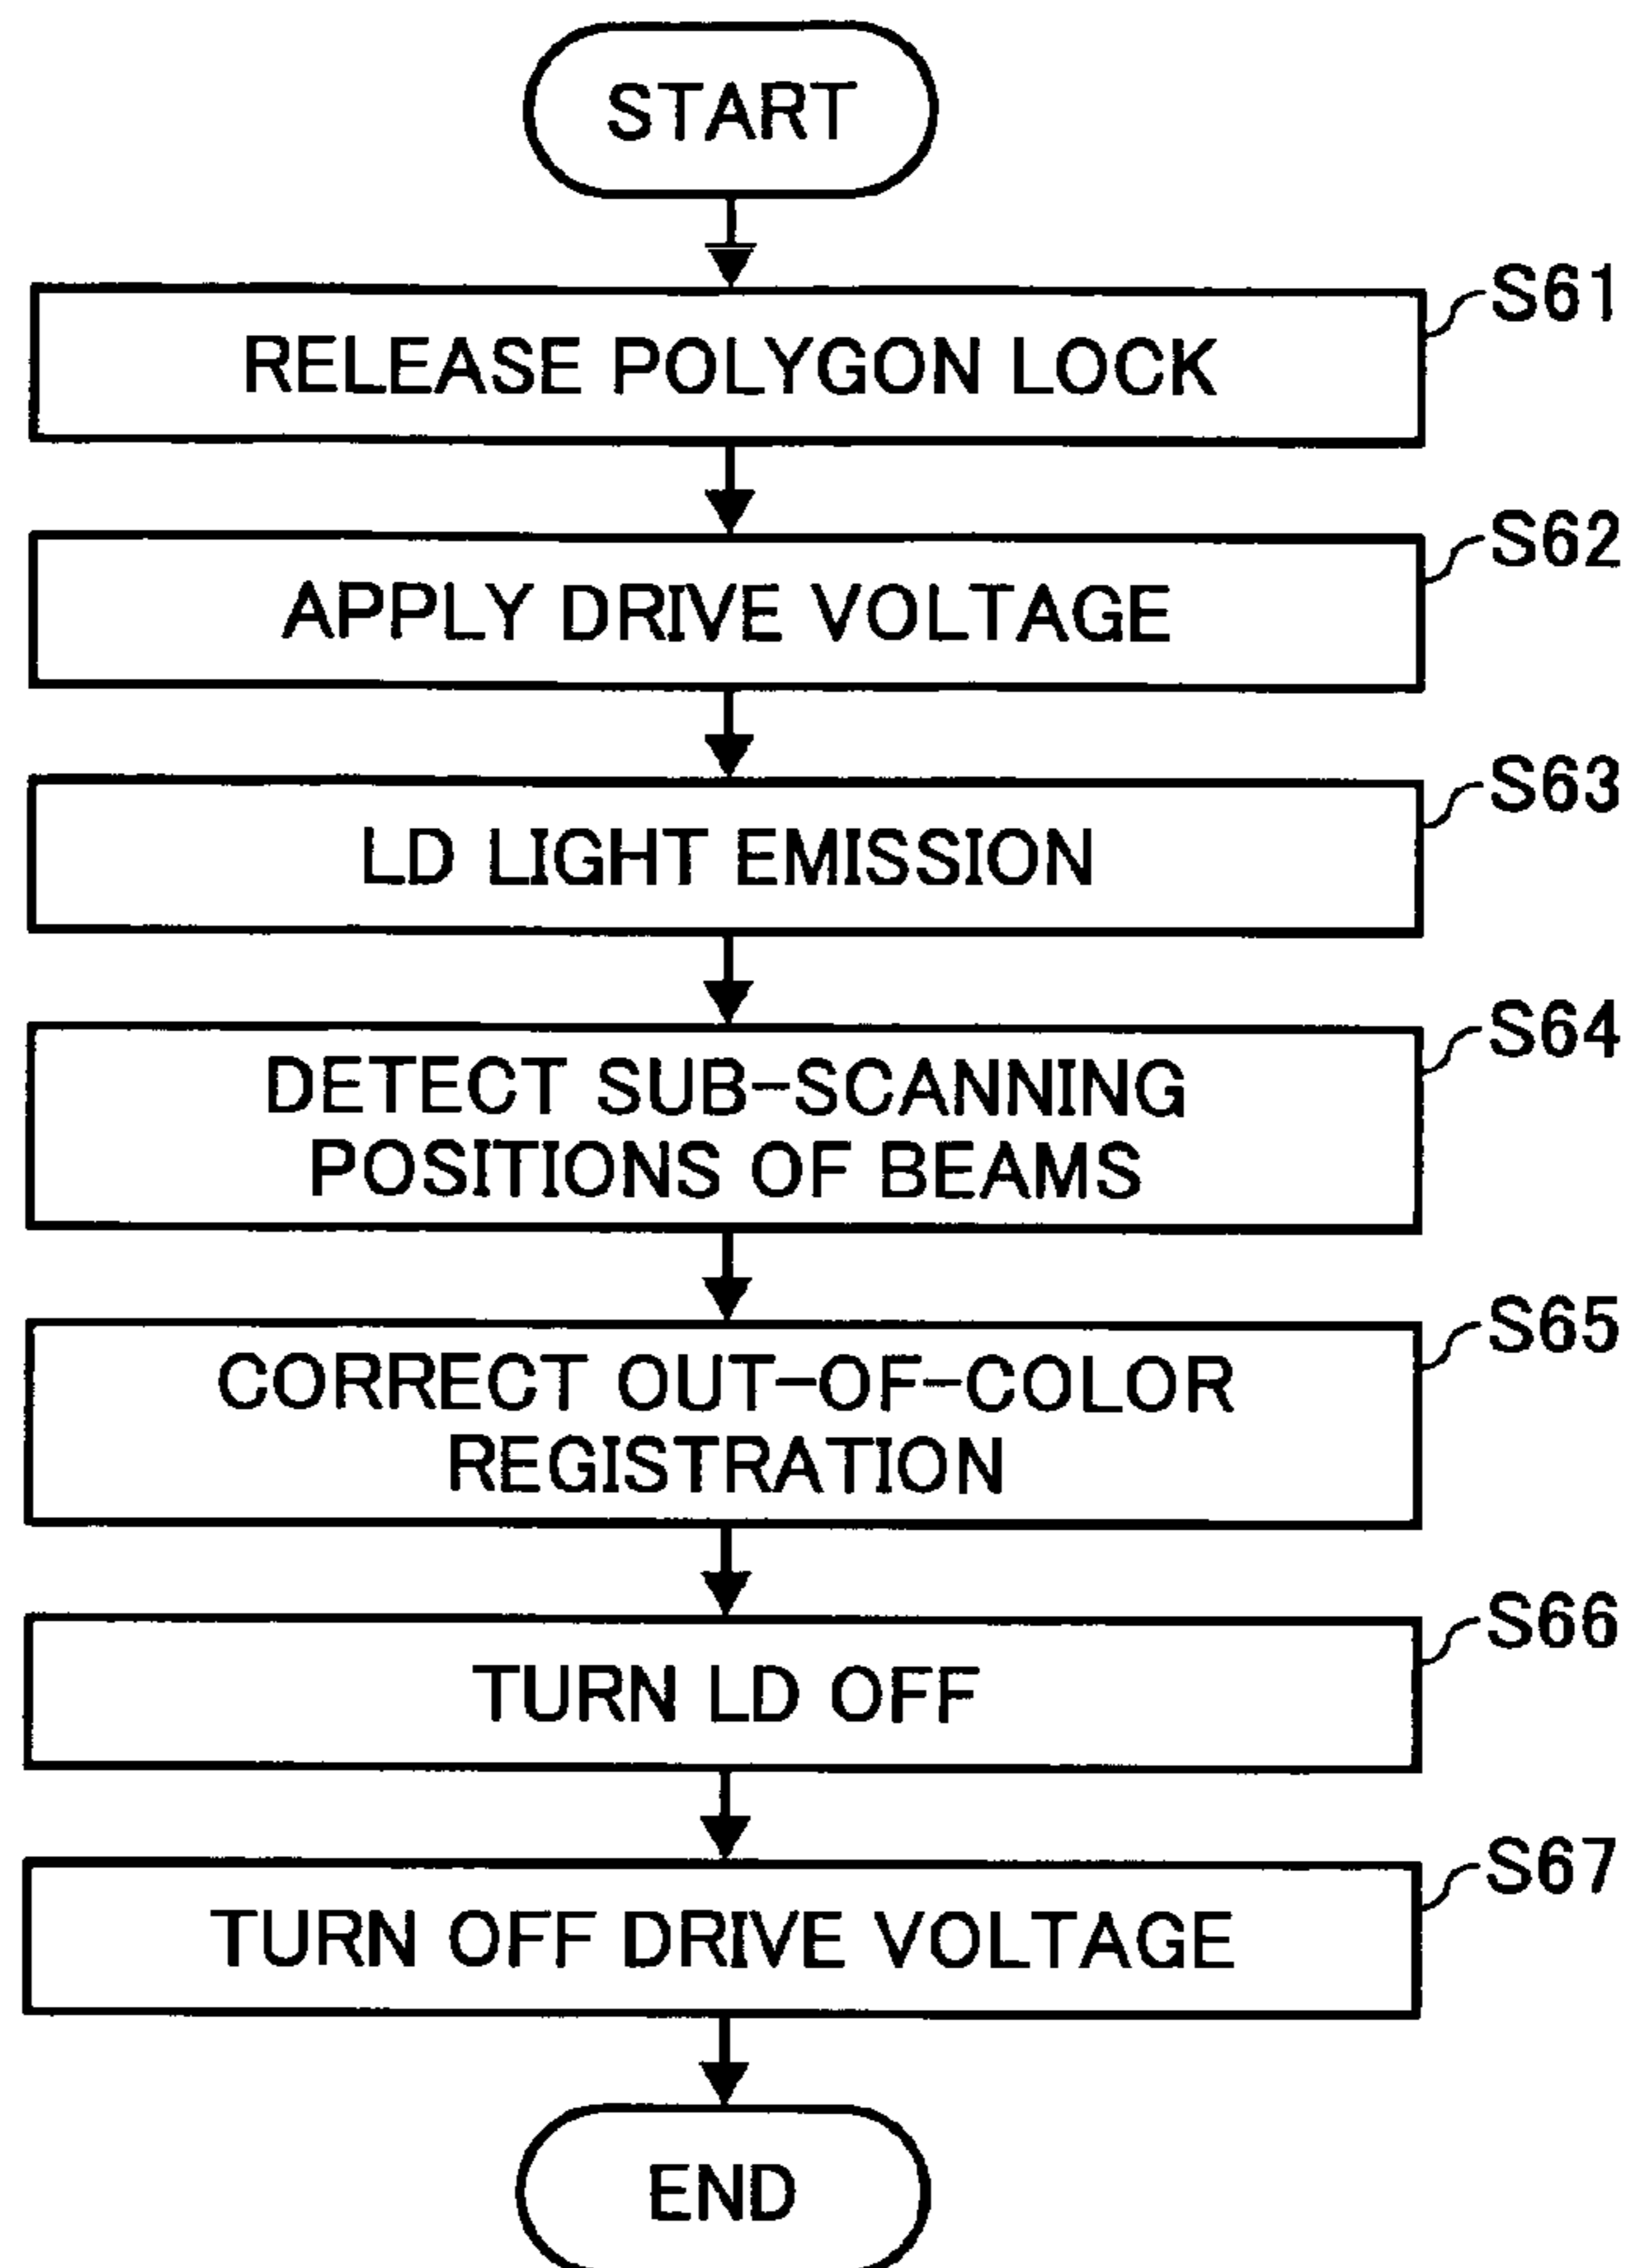 START
S61
RELEASE POLYGON LOCK
S62
APPLY DRIVE VOLTAGE
S63
LD LIGHT EMISSION
S64
DETECT SUB-SCANNING
POSITIONS OF BEAMS
S65
CORRECT OUT-OF-COLOR
REGISTRATION
S66
TURN LD OFF
S67
TURN OFF DRIVE VOLTAGE
END